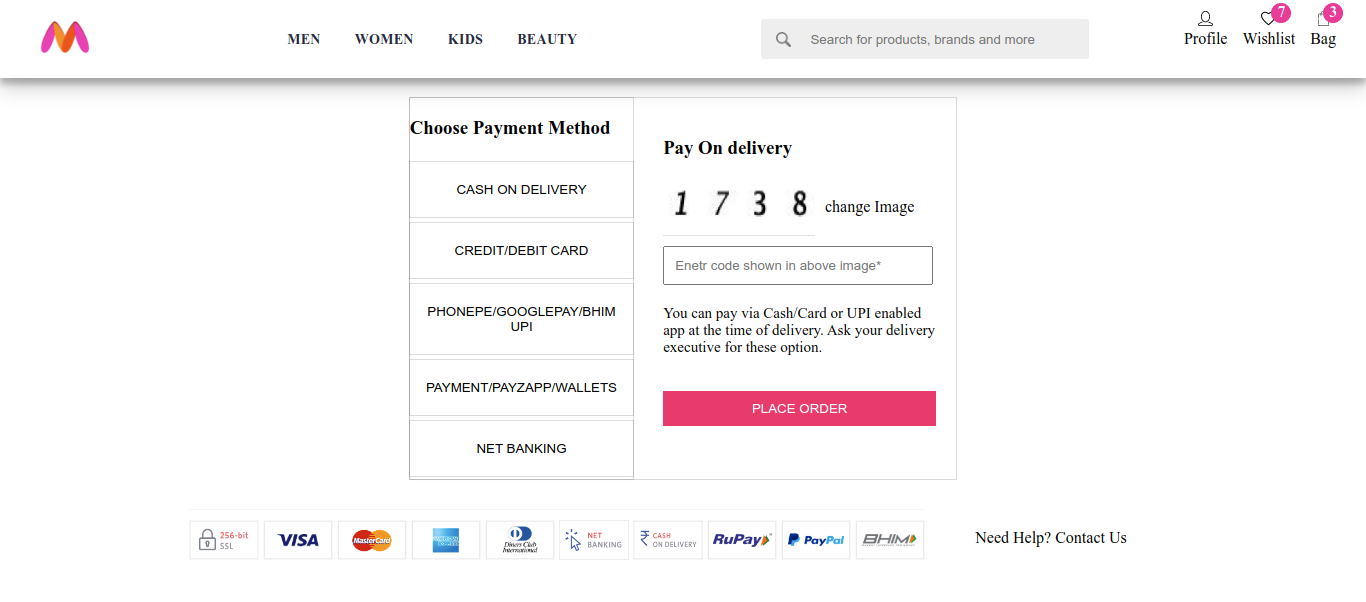 MEN WOMEN KIDS BEAUTY
Search for products, brands and more
7
3
Profile Wishlist Bag
Choose Payment Method
CASH ON DELIVERY
CREDIT/DEBIT CARD
PHONEPE/GOOGLEPAY/BHIM
UPI
PAYMENT/PAYZAPP/WALLETS
NET BANKING
Pay On delivery
1 7 3 8 change Image
Enetr code shown in above image*
You can pay via Cash/Card or UPI enabled
app at the time of delivery. Ask your delivery
executive for these option.
PLACE ORDER
256-bit
SSL
VISA
MasterCard
Diners Club
International
NET
BANKING
₹ CASH
ON DELIVERY
RuPay
PayPal
BHIM
Need Help? Contact Us